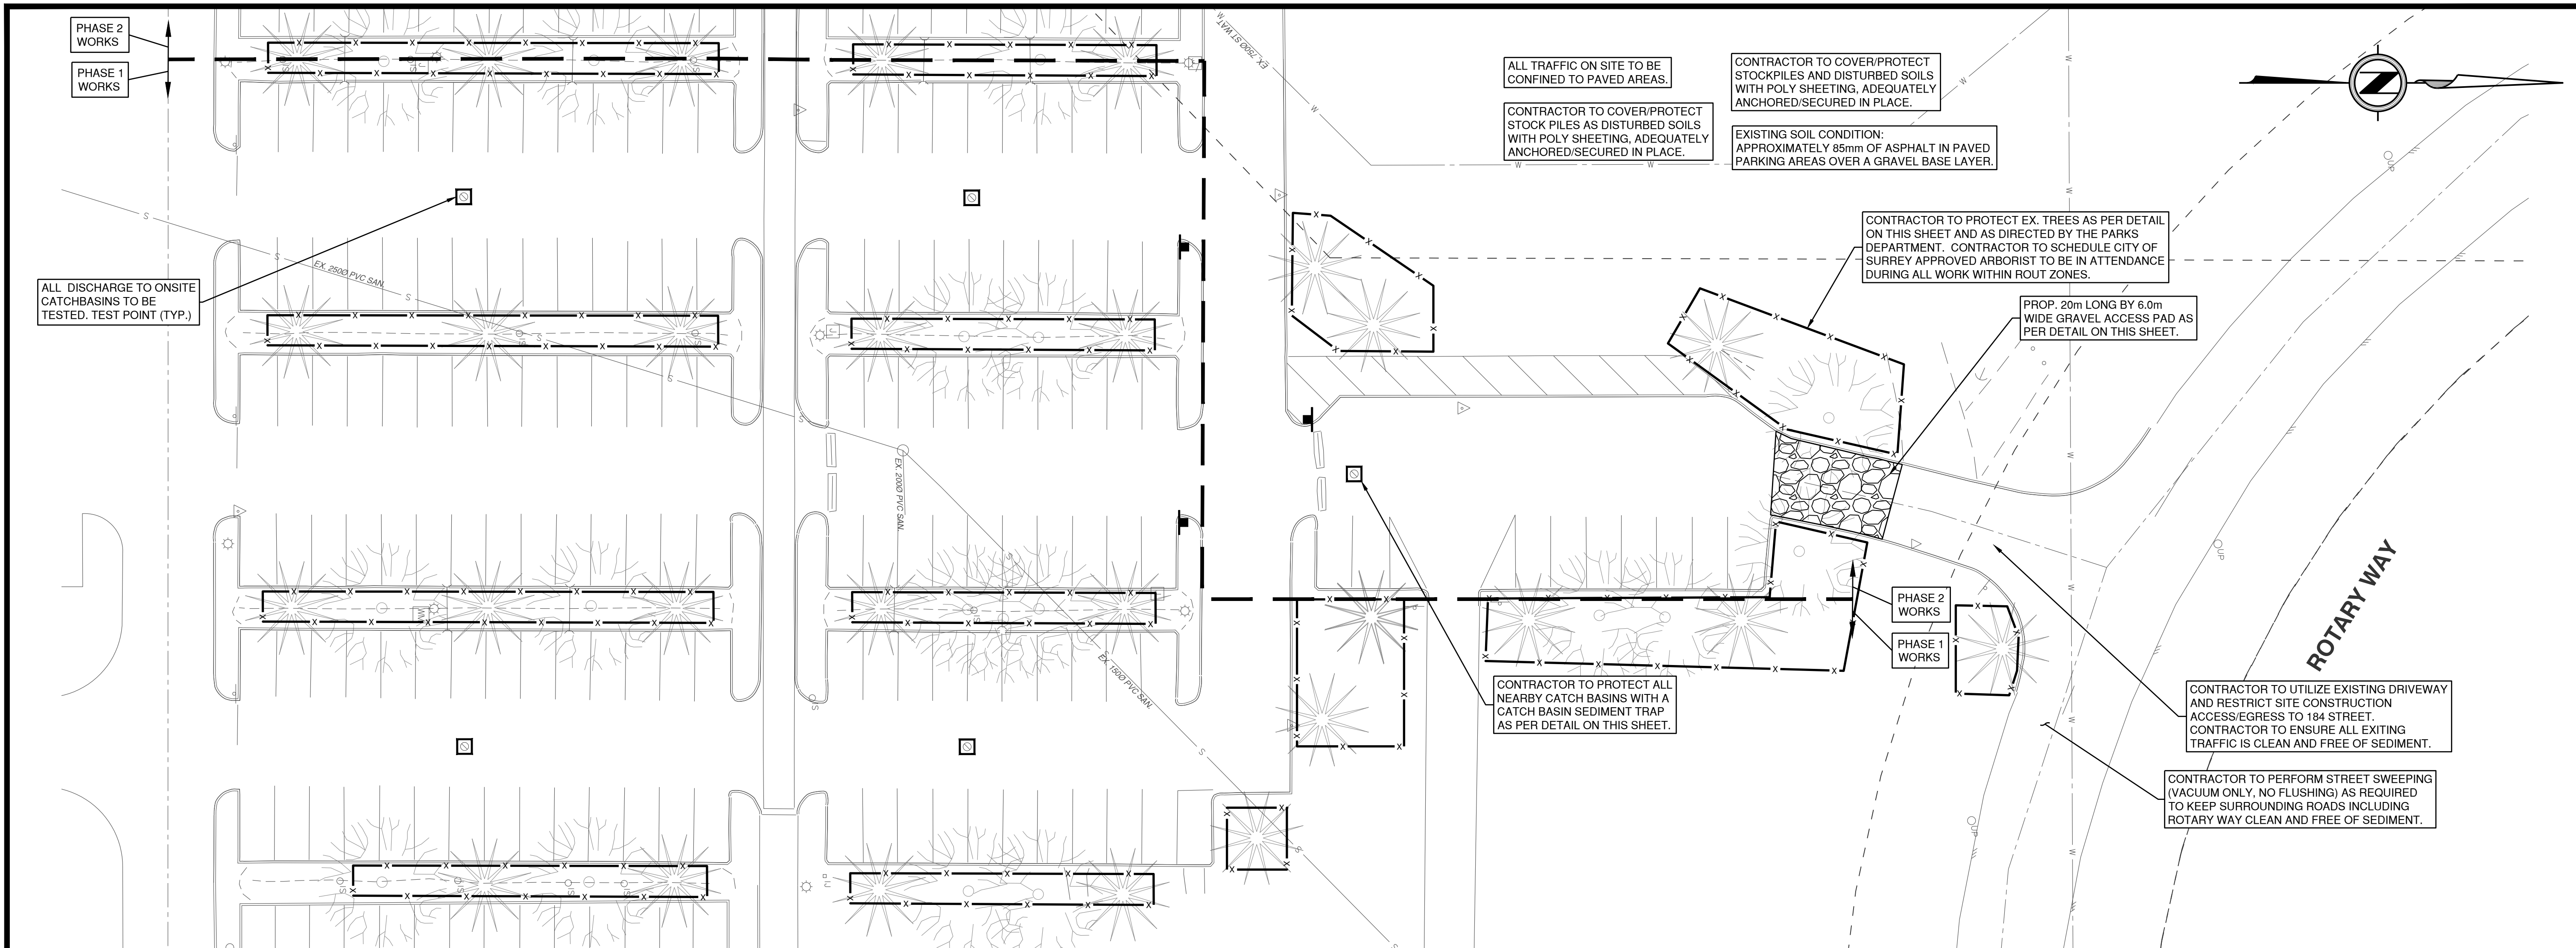 PHASE 2
WORKS
PHASE 1
WORKS
EX. 750Ø ST WAT
ALL TRAFFIC ON SITE TO BE
CONFINED TO PAVED AREAS.
CONTRACTOR TO COVER/PROTECT
STOCK PILES AS DISTURBED SOILS
WITH POLY SHEETING, ADEQUATELY
ANCHORED/SECURED IN PLACE.
CONTRACTOR TO COVER/PROTECT
STOCKPILES AND DISTURBED SOILS
WITH POLY SHEETING, ADEQUATELY
ANCHORED/SECURED IN PLACE.
EXISTING SOIL CONDITION:
APPROXIMATELY 85mm OF ASPHALT IN PAVED
PARKING AREAS OVER A GRAVEL BASE LAYER.
CONTRACTOR TO PROTECT EX. TREES AS PER DETAIL
ON THIS SHEET AND AS DIRECTED BY THE PARKS
DEPARTMENT. CONTRACTOR TO SCHEDULE CITY OF
SURREY APPROVED ARBORIST TO BE IN ATTENDANCE
DURING ALL WORK WITHIN ROUT ZONES.
PROP. 20m LONG BY 6.0m
WIDE GRAVEL ACCESS PAD AS
PER DETAIL ON THIS SHEET.
ALL DISCHARGE TO ONSITE
CATCHBASINS TO BE
TESTED. TEST POINT (TYP.)
EX. 250Ø PVC SAN.
EX. 200Ø PVC SAN.
EX. 150Ø PVC SAN.
PHASE 2
WORKS
PHASE 1
WORKS
CONTRACTOR TO PROTECT ALL
NEARBY CATCH BASINS WITH A
CATCH BASIN SEDIMENT TRAP
AS PER DETAIL ON THIS SHEET.
ROTARY WAY
CONTRACTOR TO UTILIZE EXISTING DRIVEWAY
AND RESTRICT SITE CONSTRUCTION
ACCESS/EGRESS TO 184 STREET.
CONTRACTOR TO ENSURE ALL EXITING
TRAFFIC IS CLEAN AND FREE OF SEDIMENT.
CONTRACTOR TO PERFORM STREET SWEEPING
(VACUUM ONLY, NO FLUSHING) AS REQUIRED
TO KEEP SURROUNDING ROADS INCLUDING
ROTARY WAY CLEAN AND FREE OF SEDIMENT.